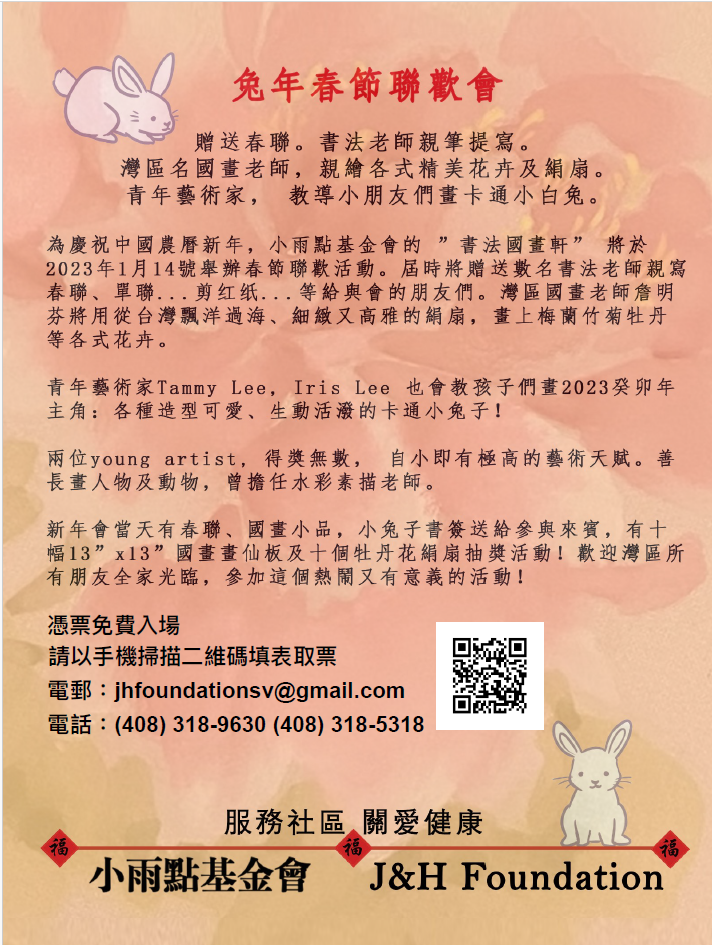 兔年春節聯歡會
贈送春聯。書法老師親筆提寫。
灣區名國畫老師，親繪各式精美花卉及絹扇。
青年藝術家， 教導小朋友們畫卡通小白兔。
為慶祝中國農曆新年，小雨點基金會的 ”書法國畫軒” 將於
2023年1月14號舉辦春節聯歡活動。屆時將贈送數名書法老師親寫
春聯、單聯...剪红纸...等給與會的朋友們。灣區國畫老師詹明
芬將用從台灣飄洋過海、細緻又高雅的絹扇，畫上梅蘭竹菊牡丹
等各式花卉。
青年藝術家Tammy Lee, Iris Lee 也會教孩子們畫2023癸卯年
主角：各種造型可愛、生動活潑的卡通小兔子！
兩位young artist, 得獎無數， 自小即有極高的藝術天賦。善
長畫人物及動物，曾擔任水彩素描老師。
新年會當天有春聯、國畫小品，小兔子書簽送給參與來賓，有十
幅13”x13”國畫畫仙板及十個牡丹花絹扇抽獎活動！歡迎灣區所
有朋友全家光臨，參加這個熱鬧又有意義的活動！
憑票免費入場
請以手機掃描二維碼填表取票
電郵：jhfoundationsv@gmail.com
電話：(408) 318-9630 (408) 318-5318
服務社區 關愛健康
福 福 福
小雨點基金會 J&H Foundation